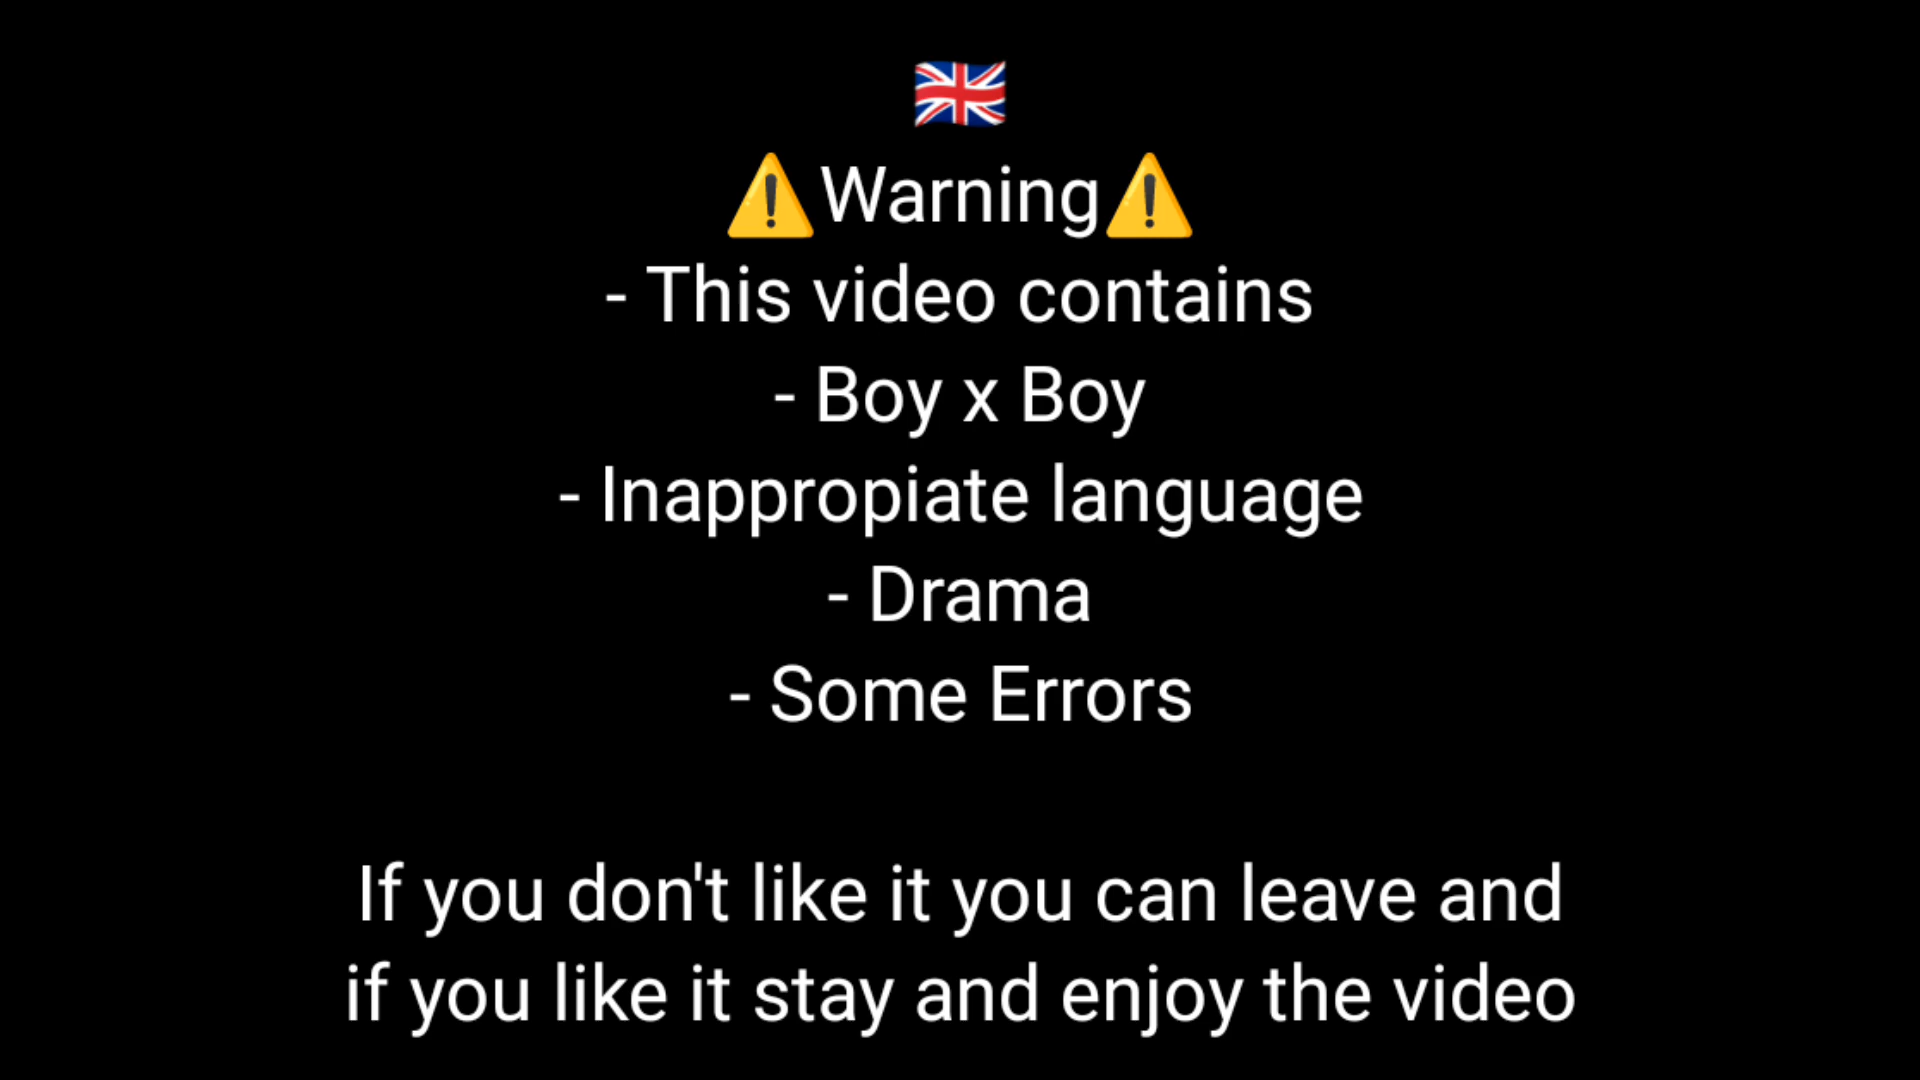 🇬🇧
⚠️Warning⚠️
- This video contains
- Boy x Boy
- Inappropiate language
- Drama
- Some Errors
If you don't like it you can leave and
if you like it stay and enjoy the video